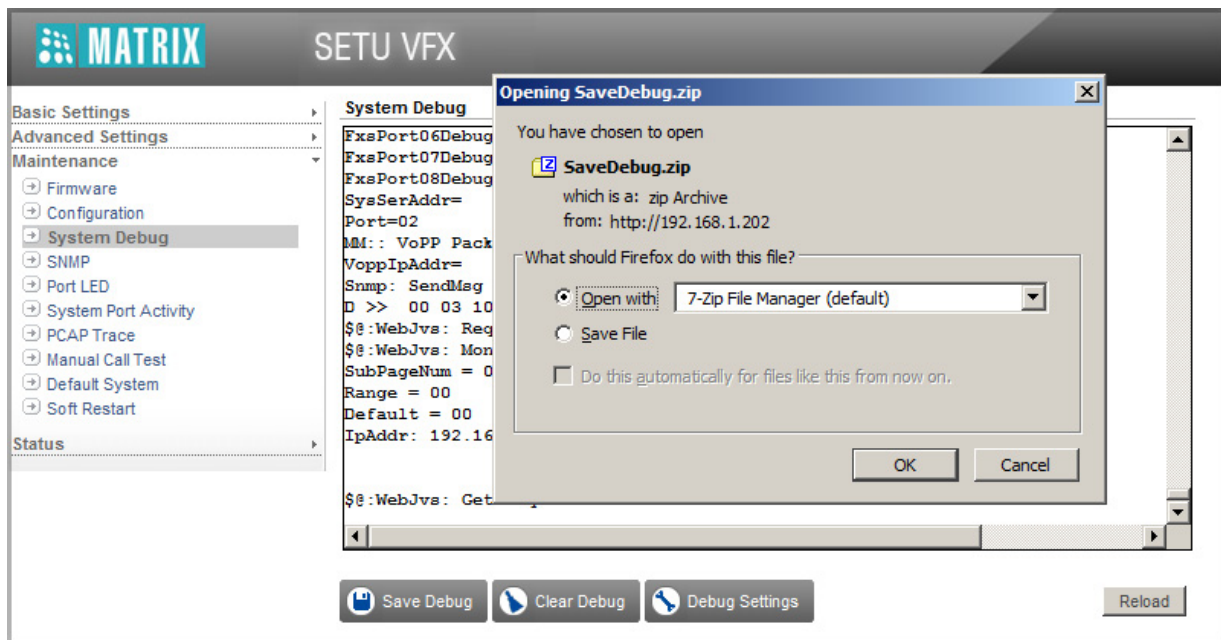 MATRIX
SETU VFX
Basic Settings
Advanced Settings
Maintenance
Firmware
Configuration
System Debug
SNMP
Port LED
System Port Activity
PCAP Trace
Manual Call Test
Default System
Soft Restart
Status
System Debug
FxsPort06Debug
FxsPort07Debug
FxsPort08Debug
SysSerAddr=
Port=02
MM:: VoPP Pack
VoppIpAddr=
Snmp: SendMsg
D >> 00 03 10
$@:WebJvs: Req
$@:WebJvs: Mon
SubPageNum = 0
Range = 00
Default = 00
IpAddr: 192.16
$@:WebJvs: Get
Opening SaveDebug.zip
You have chosen to open
SaveDebug.zip
which is a: zip Archive
from: http://192.168.1.202
What should Firefox do with this file?
Open with 7-Zip File Manager (default)
Save File
Do this automatically for files like this from now on.
OK Cancel
Save Debug Clear Debug Debug Settings Reload